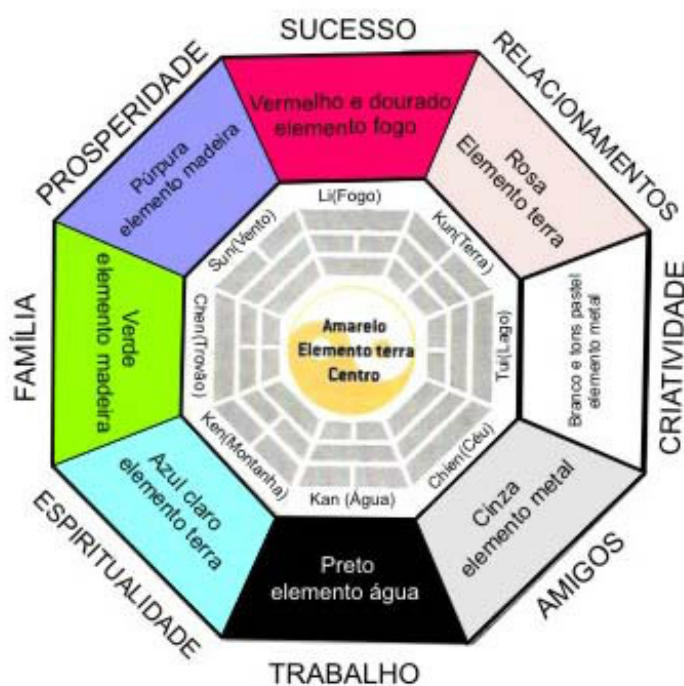 SUCESSO
RELACIONAMENTOS
CRIATIVIDADE
AMIGOS
TRABALHO
ESPIRITUALIDADE
FAMÍLIA
PROSPERIDADE
Vermelho e dourado
elemento fogo
Rosa
Elemento terra
Branco e tons pastel
elemento metal
Cinza
elemento metal
Preto
elemento água
Azul claro
elemento terra
Verde
elemento madeira
Púrpura
elemento madeira
Li(Fogo)
Kun(Terra)
Tui(Lago)
Chien(Céu)
Kan (Água)
Ken(Montanha)
Chen(Trovão)
Sun(Vento)
Amarelo
Elemento terra
Centro